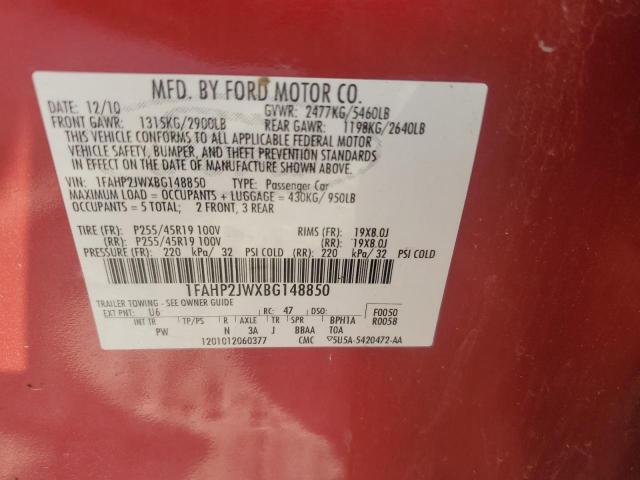 MFD. BY FORD MOTOR CO.
DATE: 12/10 GVWR: 2477KG/5460LB
FRONT GAWR: 1315KG/2900LB REAR GAWR: 1198KG/2640LB
THIS VEHICLE CONFORMS TO ALL APPLICABLE FEDERAL MOTOR
VEHICLE SAFETY, BUMPER, AND THEFT PREVENTION STANDARDS
IN EFFECT ON THE DATE OF MANUFACTURE SHOWN ABOVE.
VIN: 1FAHP2JWXBG148850 TYPE: Passenger Car
MAXIMUM LOAD = OCCUPANTS + LUGGAGE = 430KG/ 950LB
OCCUPANTS = 5 TOTAL; 2 FRONT, 3 REAR
TIRE (FR): P255/45R19 100V RIMS (FR): 19X8.0J
(RR): P255/45R19 100V (RR): 19X8.0J
PRESSURE (FR): 220 kPa/ 32 PSI COLD (RR): 220 kPa/ 32 PSI COLD
1FAHP2JWXBG148850
TRAILER TOWING - SEE OWNER GUIDE
EXT PNT: U6 RC: 47 DSO: F0050
R0058
INT TR TP/PS R AXLE TR SPR BPH1A
PW N 3A J BBAA T0A
1201012060377 CMC 5U5A-5420472-AA